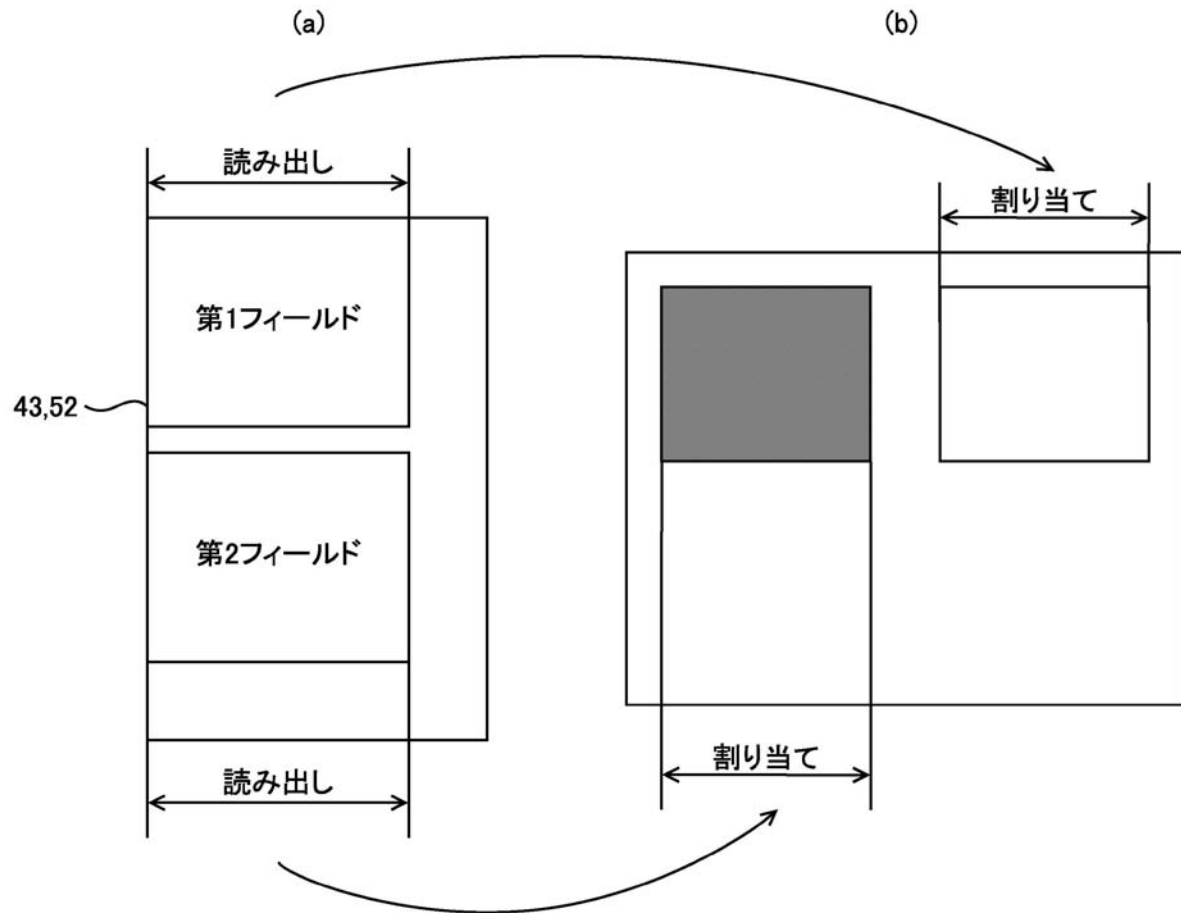 (a)
(b)
読み出し
割り当て
第1フィールド
43,52
第2フィールド
割り当て
読み出し